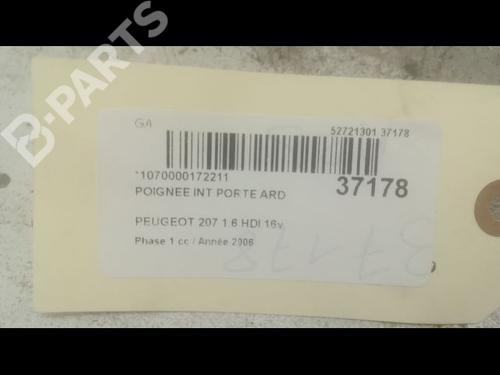 B-PARTS
GA
52721301 37178
*1070000172211
37178
POIGNEE INT PORTE ARD
PEUGEOT 207 1.6 HDI 16v
Phase 1 cc / Année 2006
37178